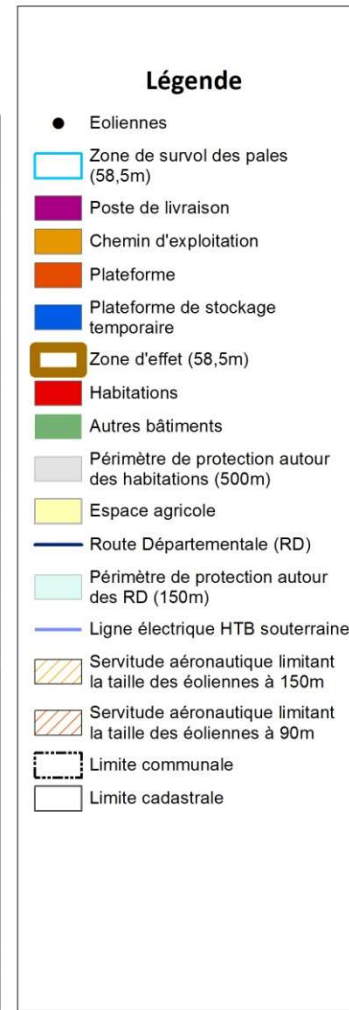 Légende
Eoliennes
Zone de survol des pales
(58,5m)
Poste de livraison
Chemin d'exploitation
Plateforme
Plateforme de stockage
temporaire
Zone d'effet (58,5m)
Habitations
Autres bâtiments
Périmètre de protection autour
des habitations (500m)
Espace agricole
Route Départementale (RD)
Périmètre de protection autour
des RD (150m)
Ligne électrique HTB souterraine
Servitude aéronautique limitant
la taille des éoliennes à 150m
Servitude aéronautique limitant
la taille des éoliennes à 90m
Limite communale
Limite cadastrale